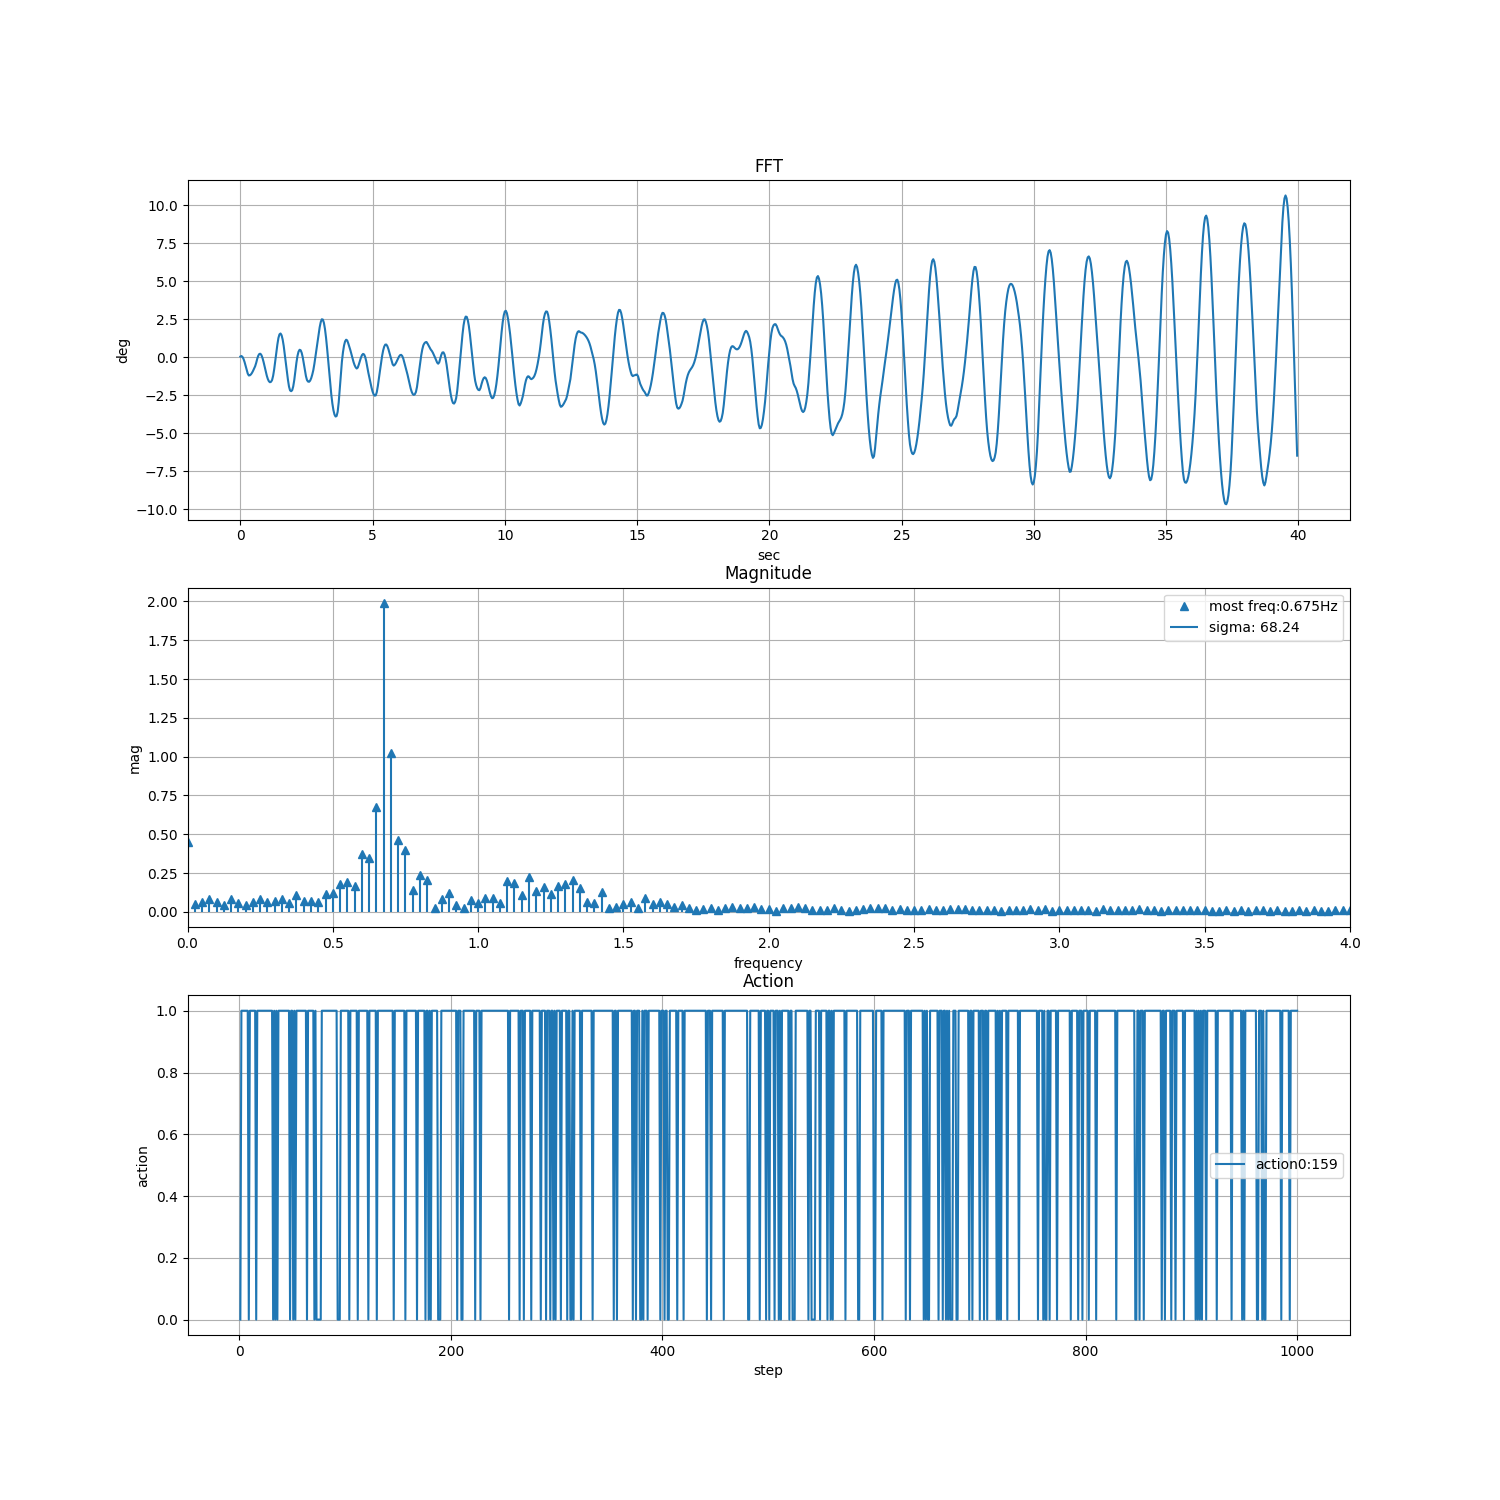 FFT
10.0
7.5
5.0
2.5
0.0
−2.5
−5.0
−7.5
−10.0
deg
0 5 10 15 20 25 30 35 40
sec
Magnitude
2.00
1.75
1.50
1.25
1.00
0.75
0.50
0.25
0.00
mag
most freq:0.675Hz
sigma: 68.24
0.0 0.5 1.0 1.5 2.0 2.5 3.0 3.5 4.0
frequency
Action
1.0
0.8
0.6
0.4
0.2
0.0
action
action0:159
0 200 400 600 800 1000
step